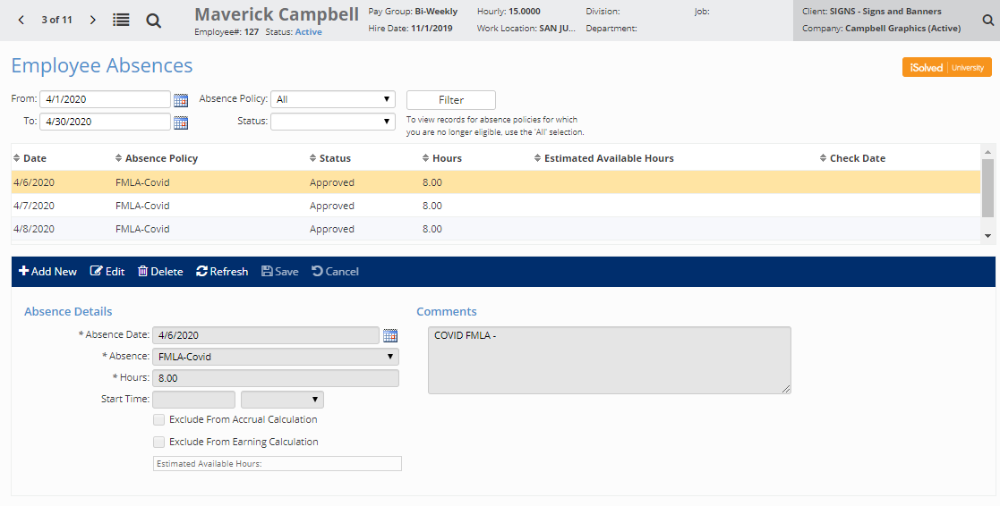 3 of 11
Maverick Campbell
Employee#: 127 Status: Active
Pay Group: Bi-Weekly
Hire Date: 11/1/2019
Hourly: 15.0000
Work Location: SAN JU...
Division:
Department:
Job:
Client: SIGNS - Signs and Banners
Company: Campbell Graphics (Active)
Employee Absences
iSolved University
From: 4/1/2020 Absence Policy: All Filter
To: 4/30/2020 Status:
To view records for absence policies for which
you are no longer eligible, use the 'All' selection.
Date Absence Policy Status Hours Estimated Available Hours Check Date
4/6/2020 FMLA-Covid Approved 8.00
4/7/2020 FMLA-Covid Approved 8.00
4/8/2020 FMLA-Covid Approved 8.00
Add New Edit Delete Refresh Save Cancel
Absence Details
* Absence Date: 4/6/2020
* Absence: FMLA-Covid
* Hours: 8.00
Start Time:
Exclude From Accrual Calculation
Exclude From Earning Calculation
Estimated Available Hours:
Comments
COVID FMLA -